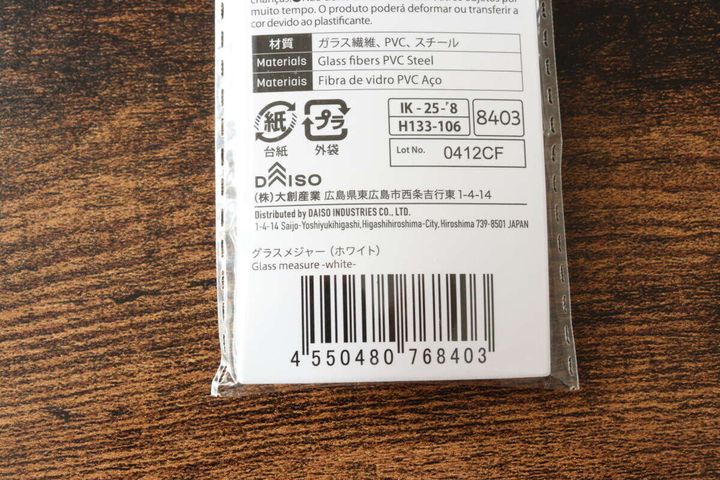 muito tempo. O produto poderá deformar ou transferir a
cor devido ao plastificante.
材質 ガラス繊維、PVC、スチール
Materials Glass fibers PVC Steel
Materiais Fibra de vidro PVC Aço
紙 プラ
台紙 外袋
IK - 25-'8
H133-106
8403
Lot No. 0412CF
DAISO
(株)大創産業 広島県東広島市西条吉行東 1-4-14
Distributed by DAISO INDUSTRIES CO., LTD.
1-4-14 Saijo-Yoshiyukihigashi, Higashihiroshima-City, Hiroshima 739-8501 JAPAN
グラスメジャー（ホワイト）
Glass measure -white-
4 550480 768403